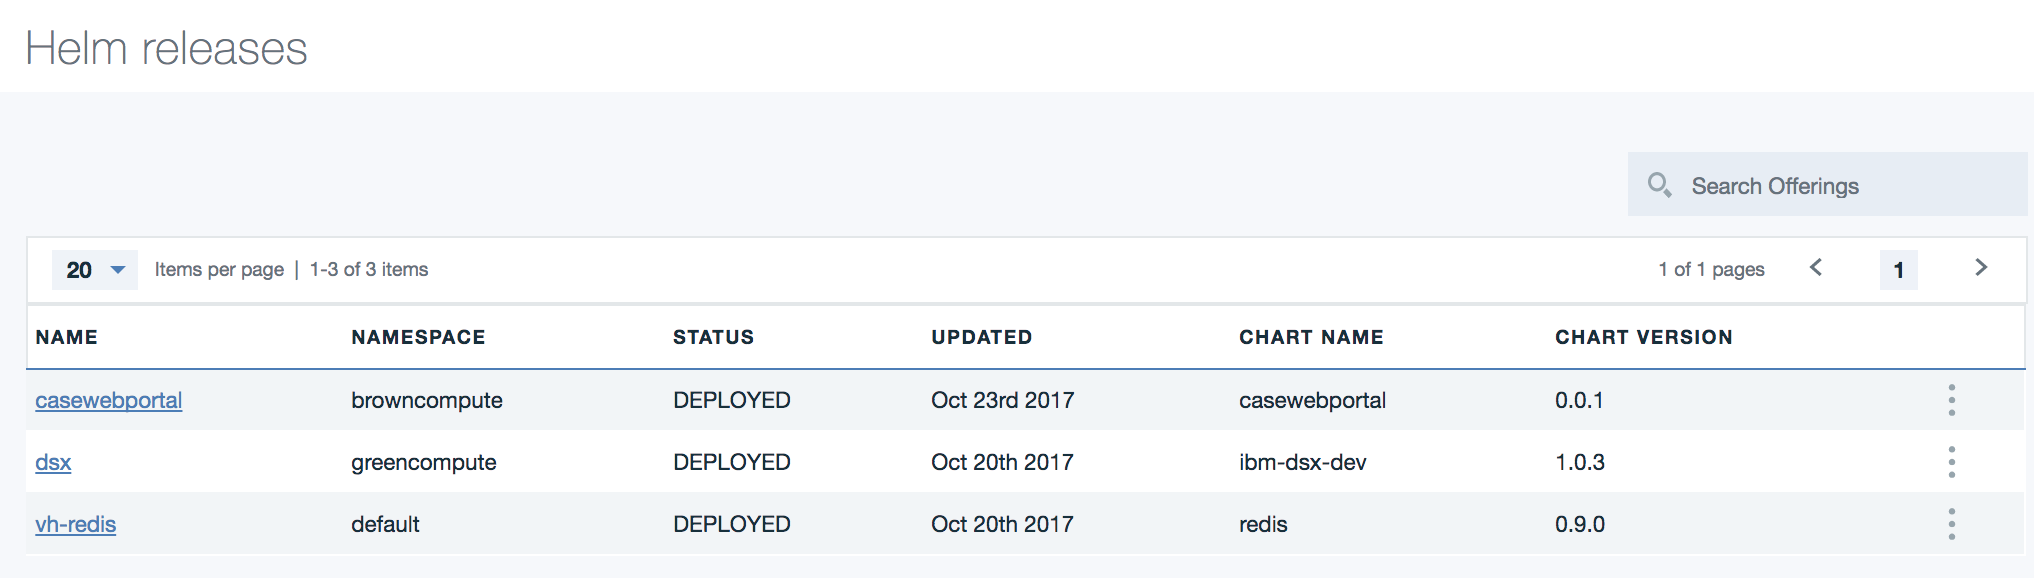 Helm releases
Search Offerings
20 Items per page | 1-3 of 3 items 1 of 1 pages 1
NAME NAMESPACE STATUS UPDATED CHART NAME CHART VERSION
casewebportal browncompute DEPLOYED Oct 23rd 2017 casewebportal 0.0.1
dsx greencompute DEPLOYED Oct 20th 2017 ibm-dsx-dev 1.0.3
vh-redis default DEPLOYED Oct 20th 2017 redis 0.9.0